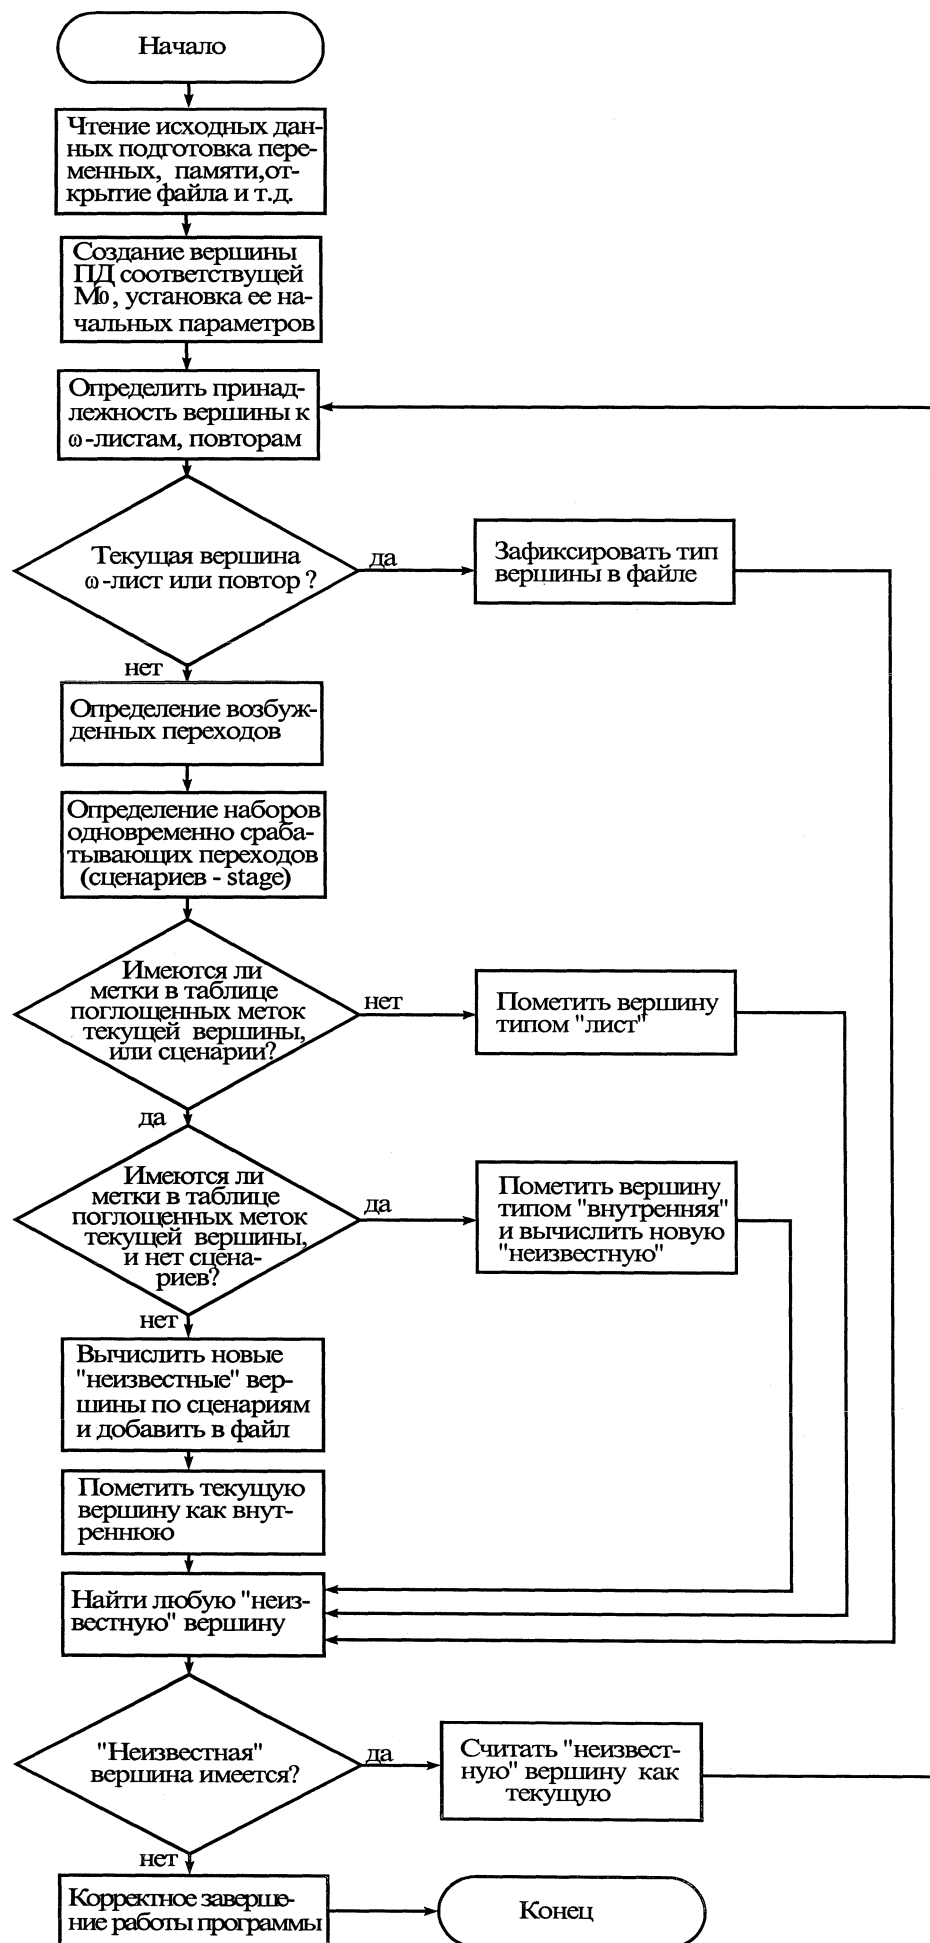 Начало
Чтение исходных дан-
ных подготовка пере-
менных, памяти,от-
крытие файла и т.д.
Создание вершины
ПД соответствущей
М0, установка ее на-
чальных параметров
Определить принад-
лежность вершины к
ω-листам, повторам
Текущая вершина
ω-лист или повтор ?
да
Зафиксировать тип
вершины в файле
нет
Определение возбуж-
денных переходов
Определение наборов
одновременно сраба-
тывающих переходов
(сценариев - stage)
Имеются ли
метки в таблице
поглощенных меток
текущей вершины,
или сценарии?
нет
Пометить вершину
типом "лист"
да
Имеются ли
метки в таблице
поглощенных меток
текущей вершины,
и нет сцена-
риев?
да
Пометить вершину
типом "внутренняя"
и вычислить новую
"неизвестную"
нет
Вычислить новые
"неизвестные" вер-
шины по сценариям
и добавить в файл
Пометить текущую
вершину как внут-
реннюю
Найти любую "неиз-
вестную" вершину
"Неизвестная"
вершина имеется?
да
Считать "неизвест-
ную" вершину как
текущую
нет
Корректное заверше-
ние работы программы
Конец